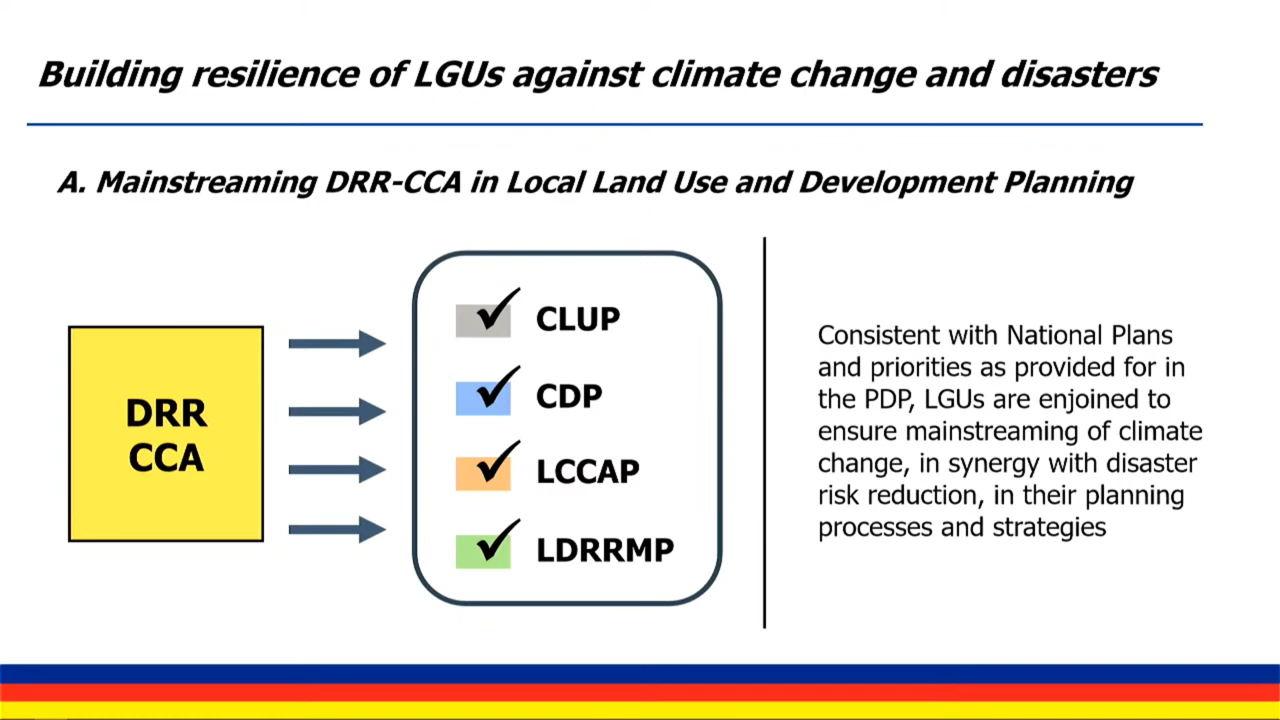 Building resilience of LGUs against climate change and disasters
A. Mainstreaming DRR-CCA in Local Land Use and Development Planning
DRR
CCA
CLUP
CDP
LCCAP
LDRRMP
Consistent with National Plans
and priorities as provided for in
the PDP, LGUs are enjoined to
ensure mainstreaming of climate
change, in synergy with disaster
risk reduction, in their planning
processes and strategies